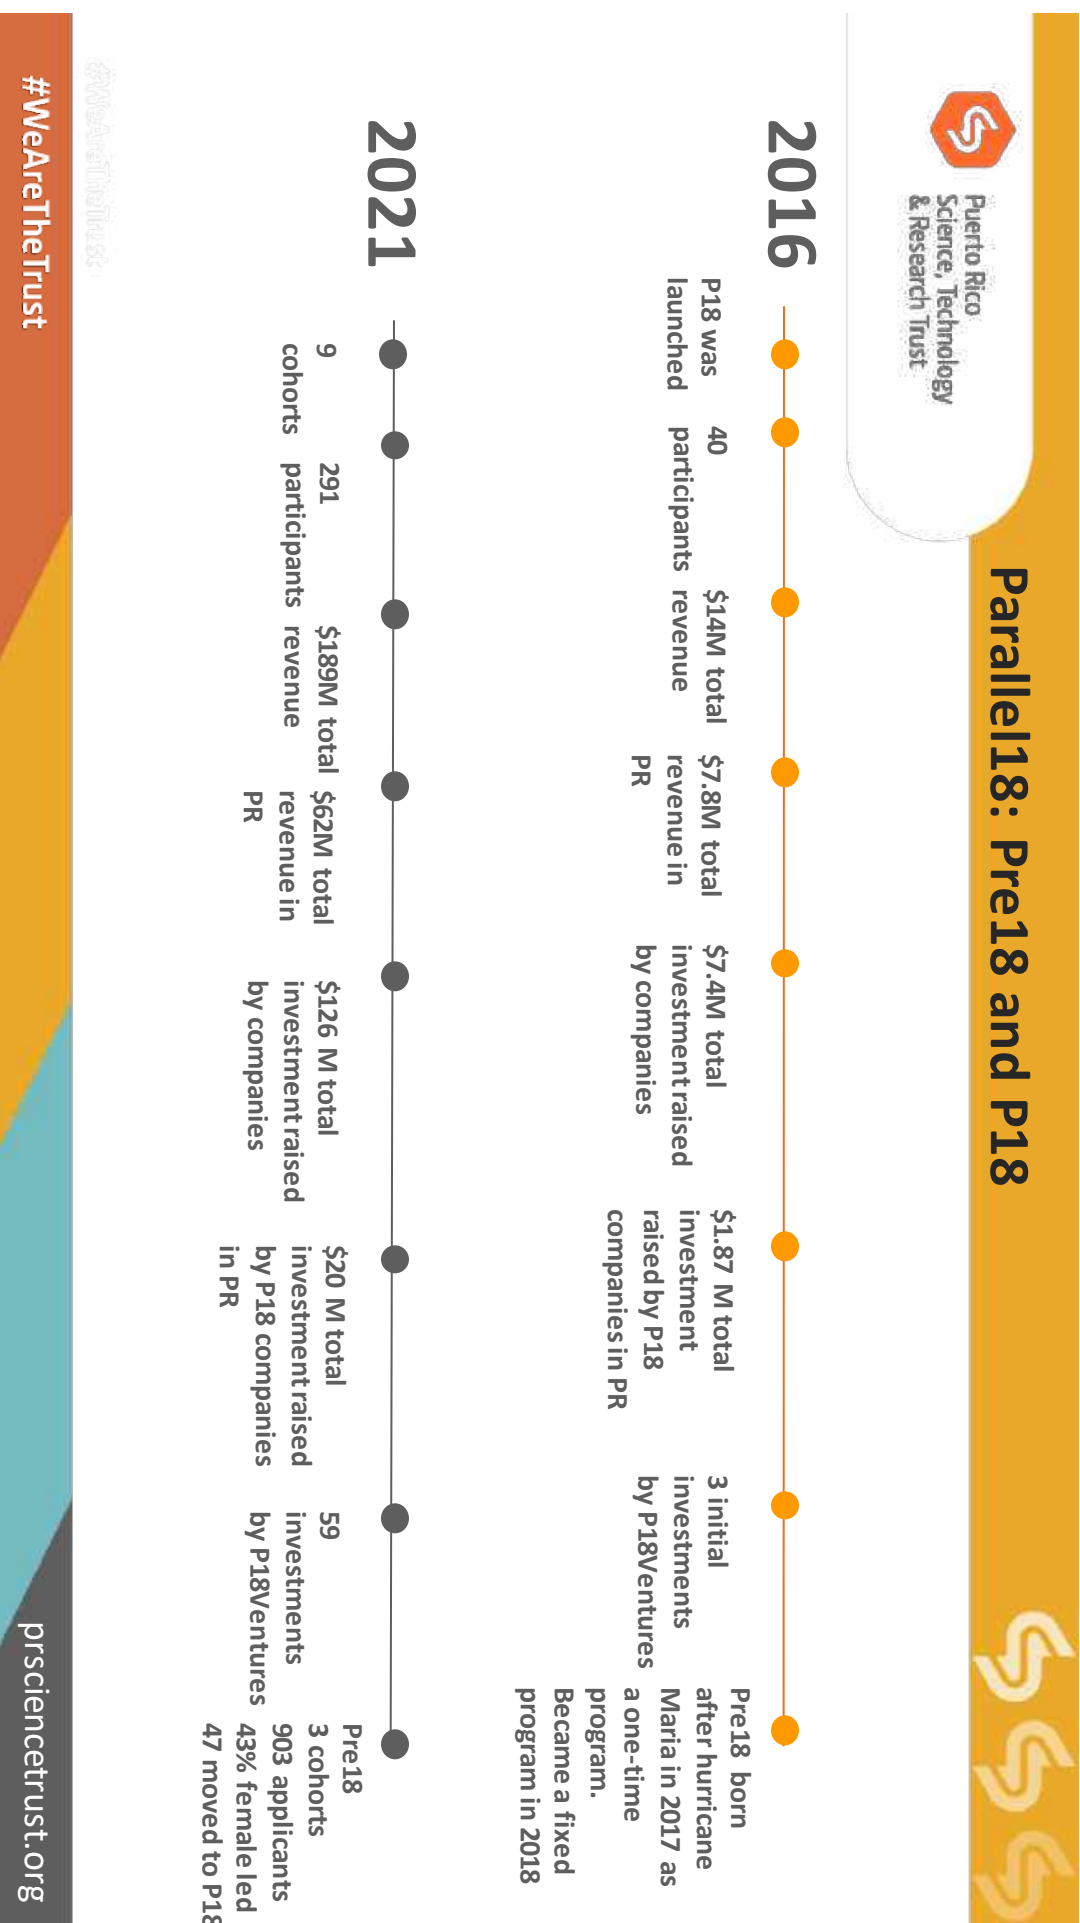 Puerto Rico
Science, Technology
& Research Trust
Parallel18: Pre18 and P18
2016
P18 was
launched
40
participants
$14M total
revenue
$7.8M total
revenue in
PR
$7.4M total
investment raised
by companies
$1.87 M total
investment
raised by P18
companies in PR
3 initial
investments
by P18Ventures
Pre18 born
after hurricane
Maria in 2017 as
a one-time
program.
Became a fixed
program in 2018
2021
9
cohorts
291
participants
$189M total
revenue
$62M total
revenue in
PR
$126 M total
investment raised
by companies
$20 M total
investment raised
by P18 companies
in PR
59
investments
by P18Ventures
Pre18
3 cohorts
903 applicants
43% female led
47 moved to P18
#WeAreTheTrust
#WeAreTheTrust
prsciencetrust.org